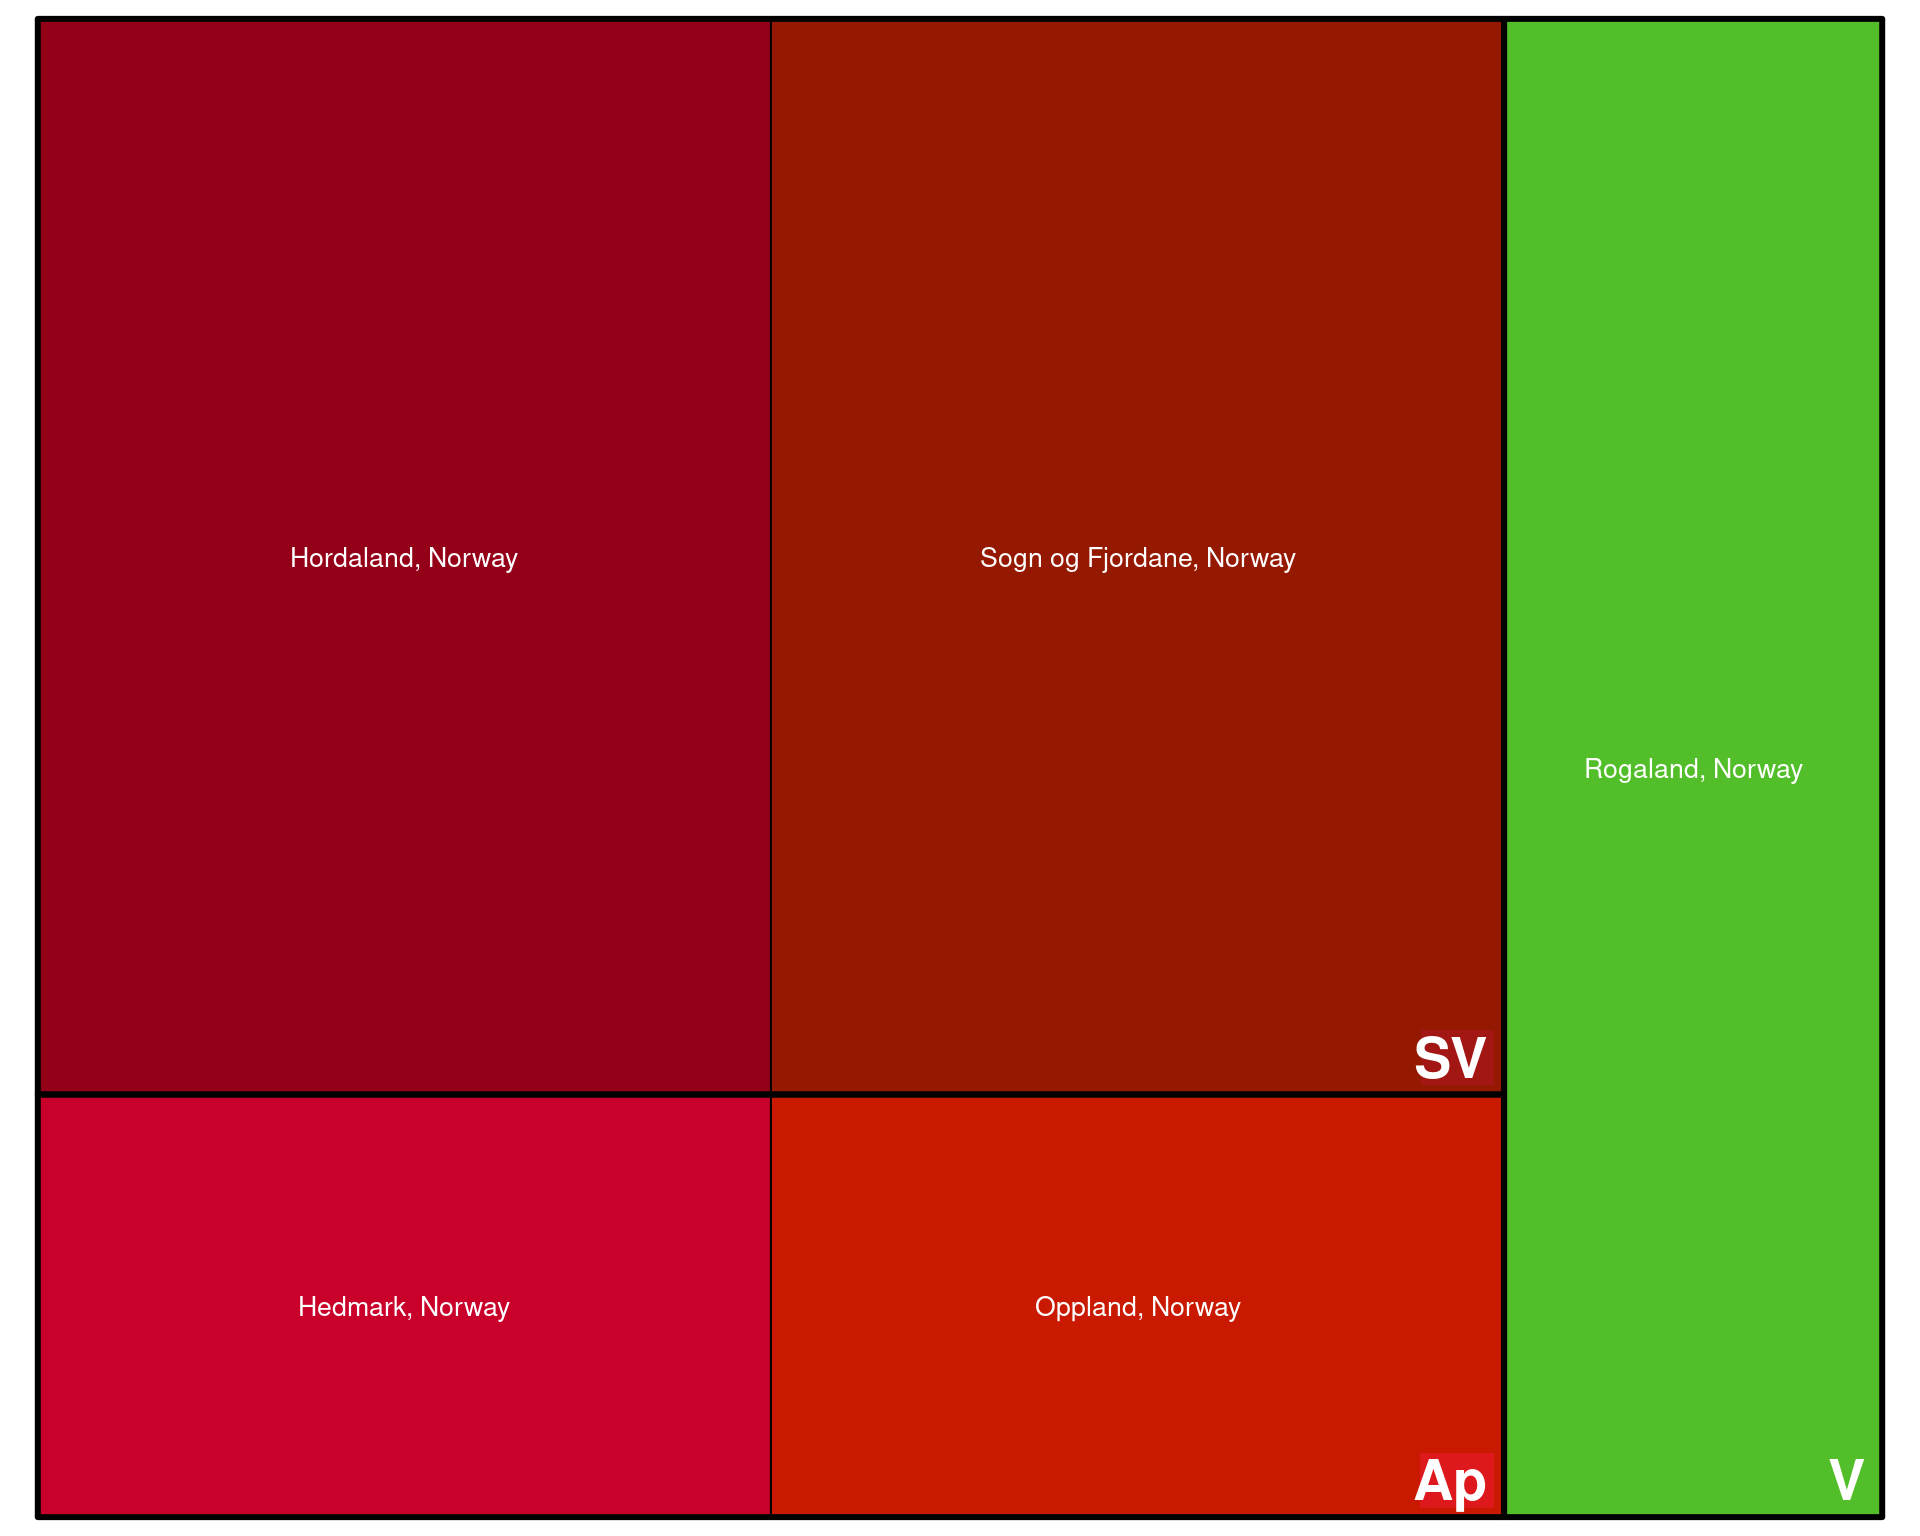 Hordaland, Norway
Sogn og Fjordane, Norway
SV
Rogaland, Norway
Hedmark, Norway
Oppland, Norway
Ap
V